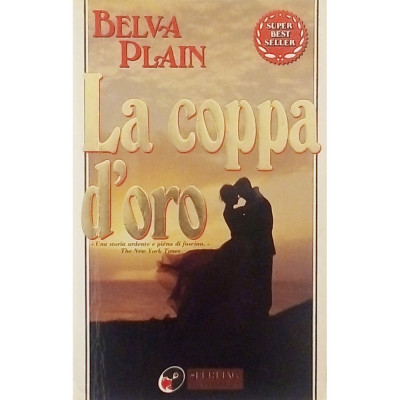 BELVA
PLAIN
SUPER
BEST
SELLER
La coppa
d'oro
« Una storia ardente e piena di fascino. »
The New York Times